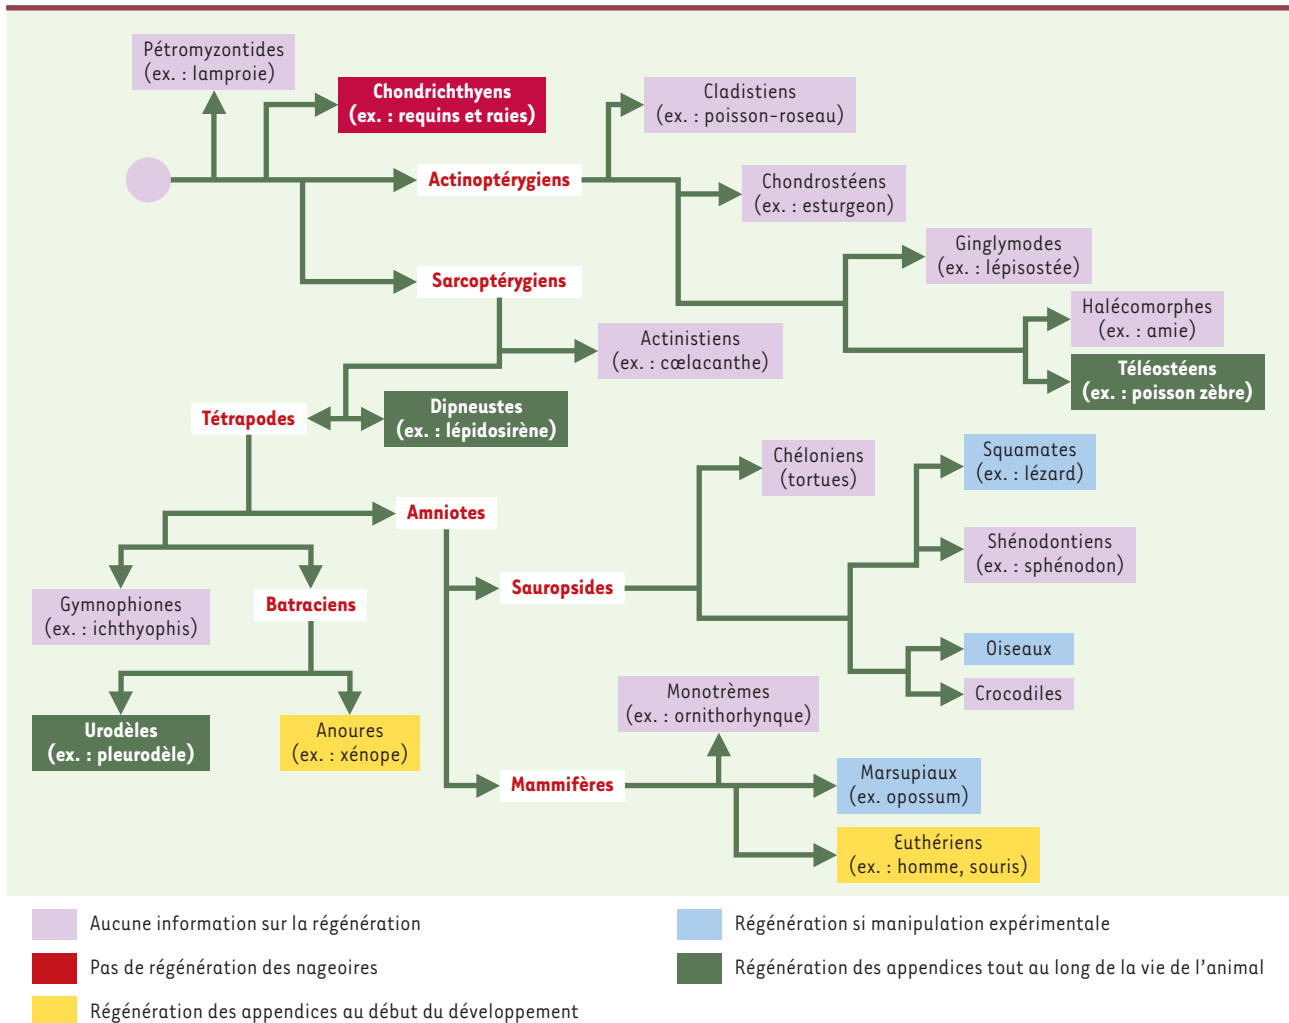 Pétromyzontides
(ex. : lamproie)
Chondrichthyens
(ex. : requins et raies)
Cladistiens
(ex. : poisson-roseau)
Actinoptérygiens
Chondrostéens
(ex. : esturgeon)
Ginglymodes
(ex. : lépisostée)
Sarcoptérygiens
Halécomorphes
(ex. : amie)
Actinistiens
(ex. : cœlacanthe)
Téléostéens
(ex. : poisson zèbre)
Tétrapodes
Dipneustes
(ex. : lépidosirène)
Chéloniens
(tortues)
Squamates
(ex. : lézard)
Amniotes
Shénodontiens
(ex. : sphénodon)
Sauropsides
Gymnophiones
(ex. : ichthyophis)
Batraciens
Oiseaux
Crocodiles
Monotrèmes
(ex. : ornithorhynque)
Urodèles
(ex. : pleurodèle)
Anoures
(ex. : xénope)
Mammifères
Marsupiaux
(ex. opossum)
Euthériens
(ex. : homme, souris)
Aucune information sur la régénération
Pas de régénération des nageoires
Régénération des appendices au début du développement
Régénération si manipulation expérimentale
Régénération des appendices tout au long de la vie de l'animal